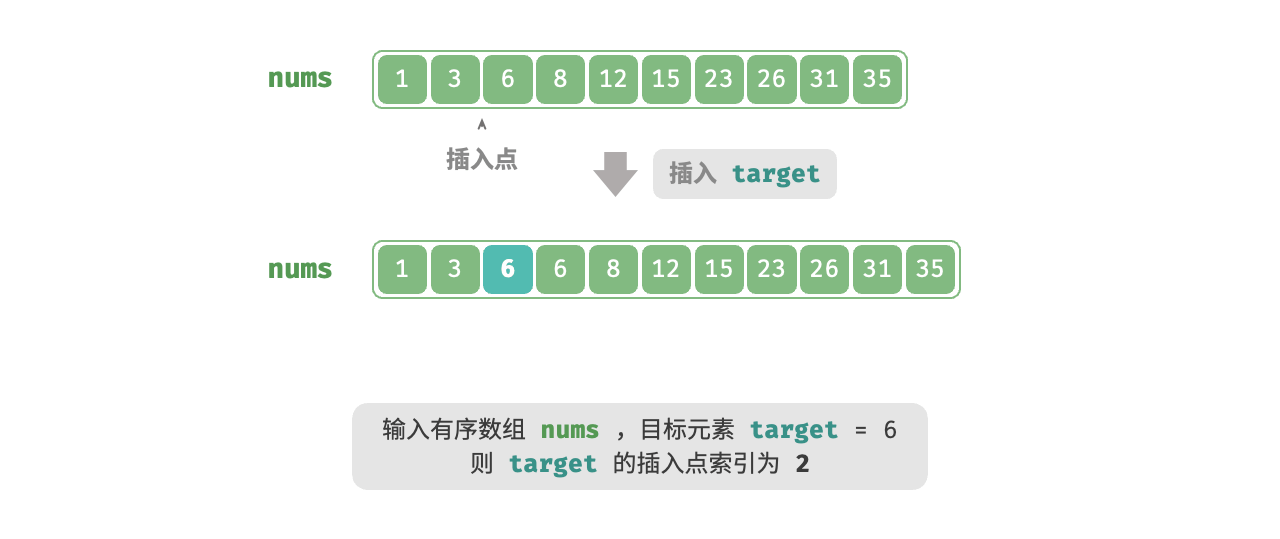 nums 1 3 6 8 12 15 23 26 31 35
插入点
插入 target
nums 1 3 6 6 8 12 15 23 26 31 35
输入有序数组 nums ，目标元素 target = 6
则 target 的插入点索引为 2